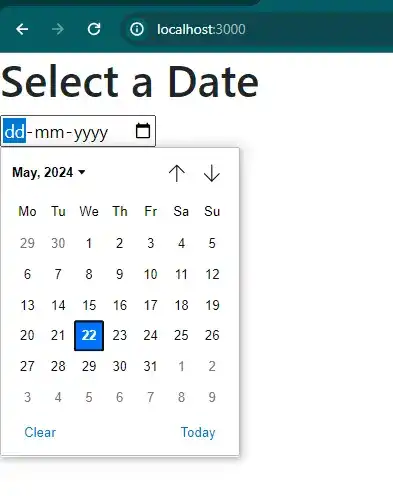 localhost:3000
Select a Date
dd-mm-yyyy
May, 2024
Mo Tu We Th Fr Sa Su
29 30 1 2 3 4 5
6 7 8 9 10 11 12
13 14 15 16 17 18 19
20 21 22 23 24 25 26
27 28 29 30 31 1 2
3 4 5 6 7 8 9
Clear Today